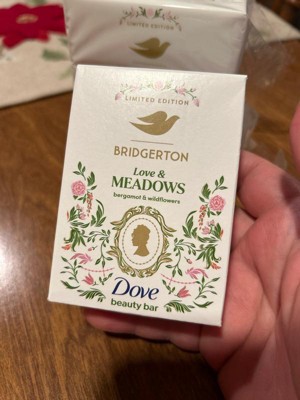 LIMITED EDITION
LIMITED EDITION
BRIDGERTON
Love &
MEADOWS
bergamot & wildflowers
Dove
beauty bar